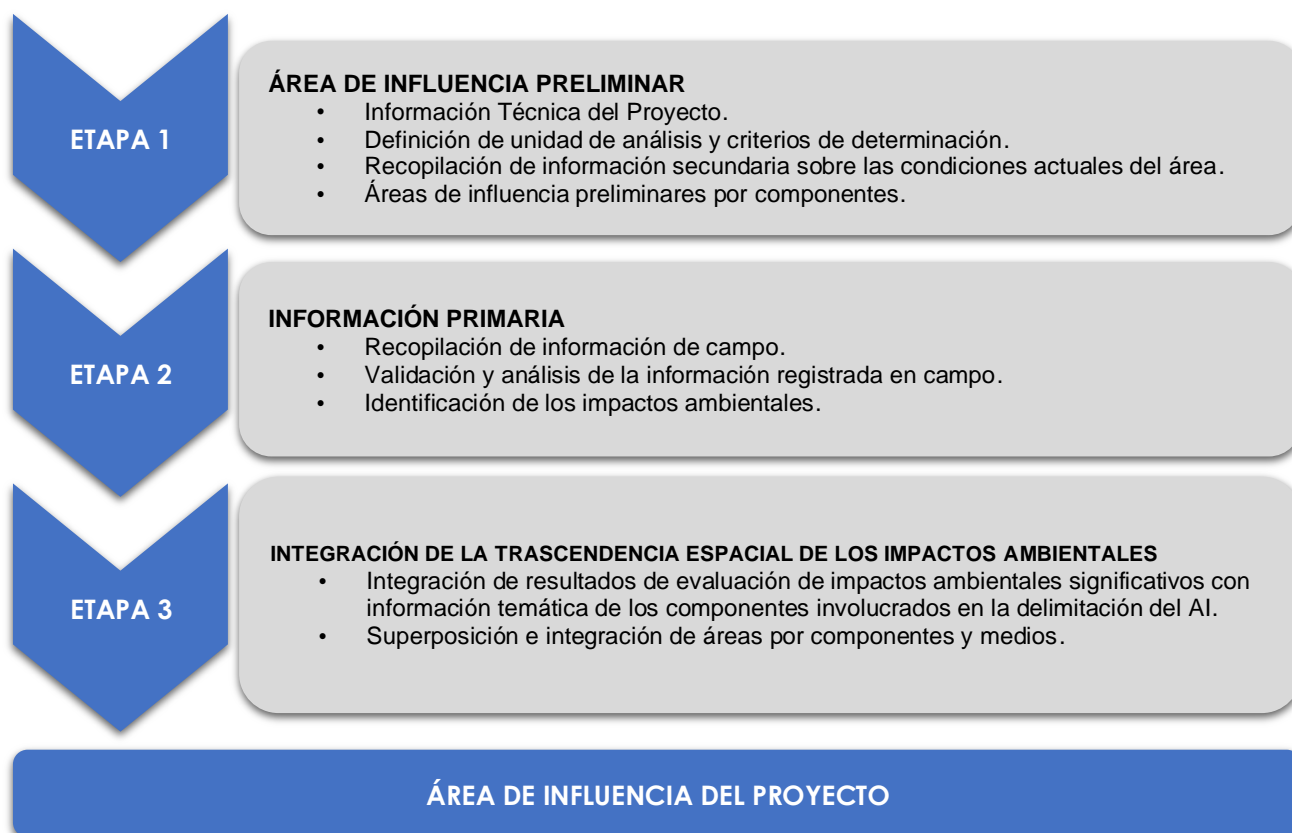 ETAPA 1
ÁREA DE INFLUENCIA PRELIMINAR
• Información Técnica del Proyecto.
• Definición de unidad de análisis y criterios de determinación.
• Recopilación de información secundaria sobre las condiciones actuales del área.
• Áreas de influencia preliminares por componentes.
ETAPA 2
INFORMACIÓN PRIMARIA
• Recopilación de información de campo.
• Validación y análisis de la información registrada en campo.
• Identificación de los impactos ambientales.
ETAPA 3
INTEGRACIÓN DE LA TRASCENDENCIA ESPACIAL DE LOS IMPACTOS AMBIENTALES
• Integración de resultados de evaluación de impactos ambientales significativos con
información temática de los componentes involucrados en la delimitación del AI.
• Superposición e integración de áreas por componentes y medios.
ÁREA DE INFLUENCIA DEL PROYECTO